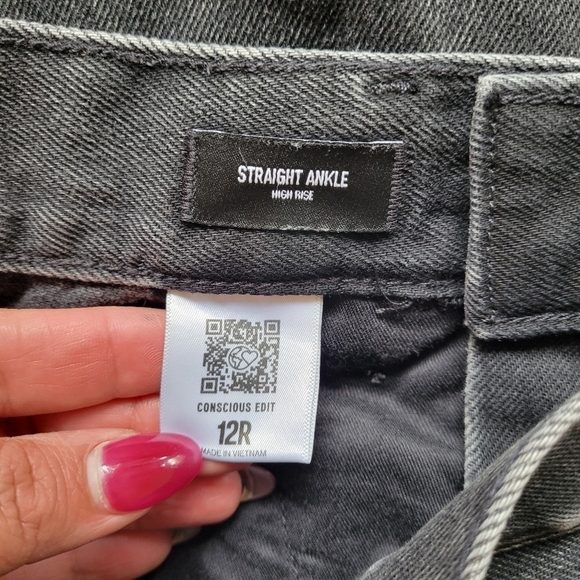 STRAIGHT ANKLE
HIGH RISE
CONSCIOUS EDIT
12R
MADE IN VIETNAM